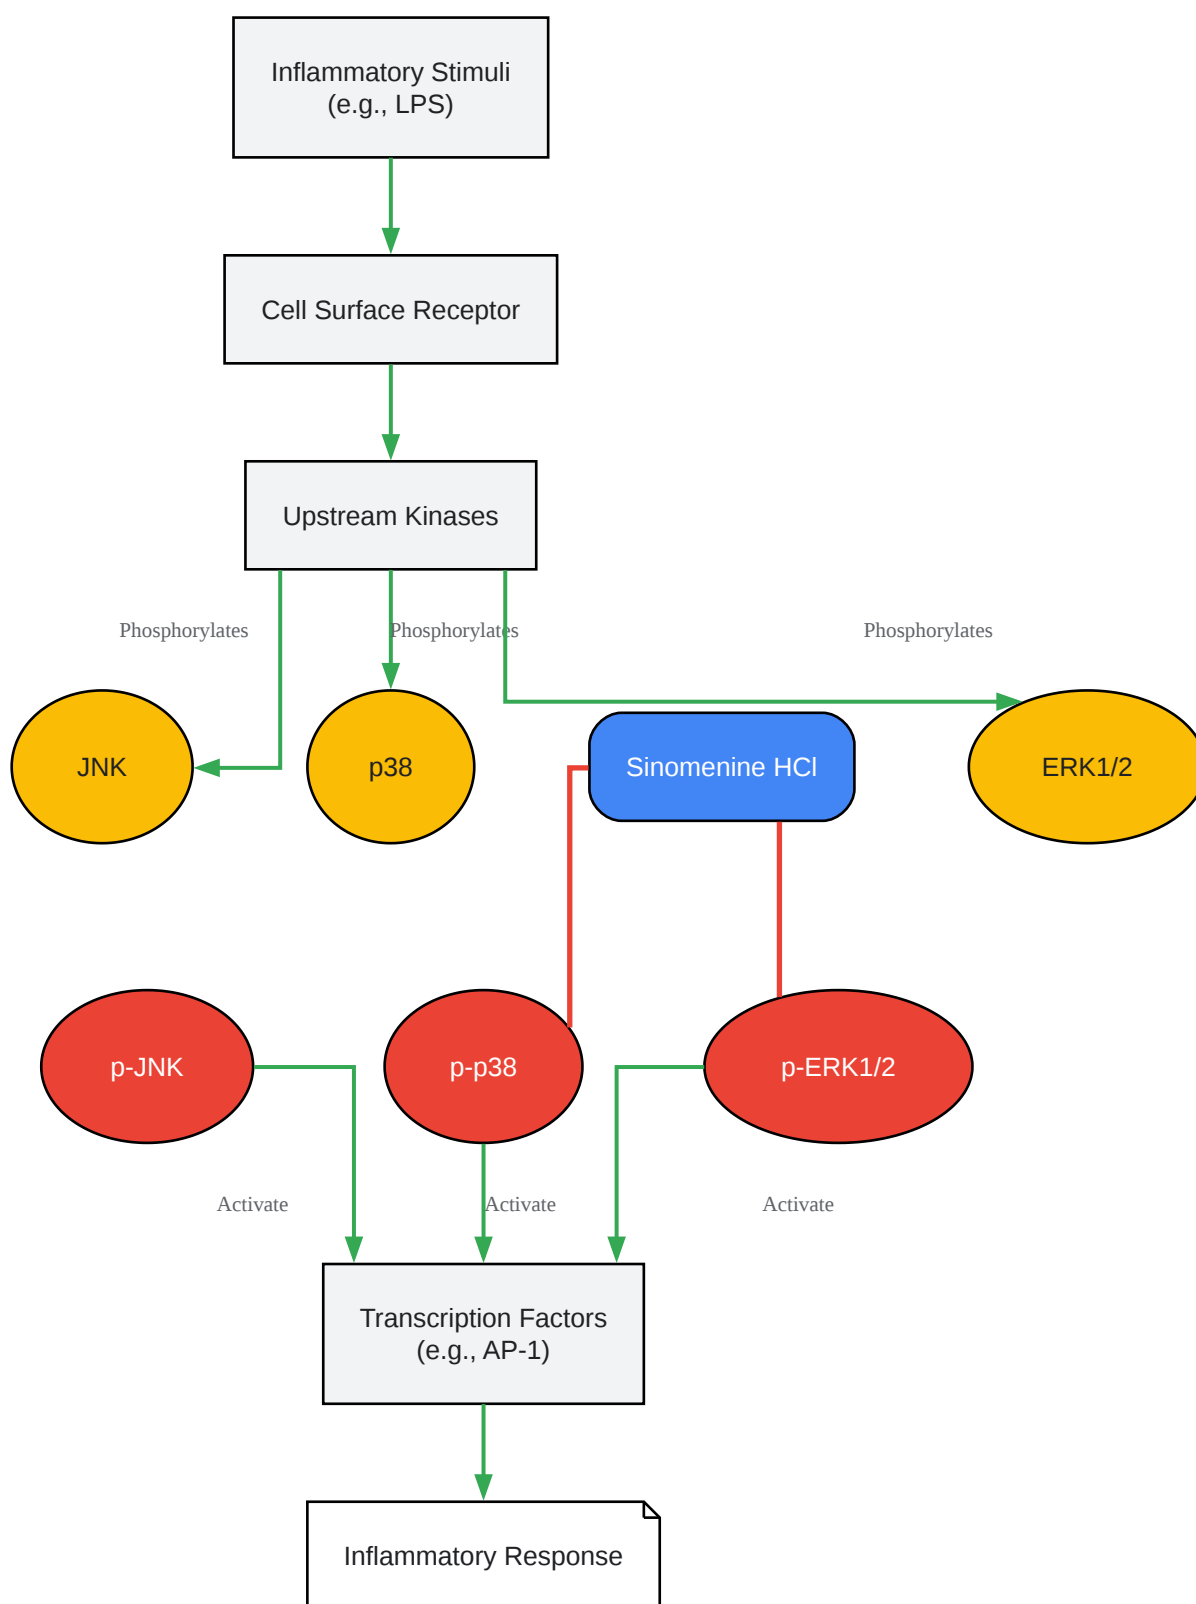 Inflammatory Stimuli
(e.g., LPS)
Cell Surface Receptor
Upstream Kinases
Phosphorylates
Phosphorylates
Phosphorylates
JNK
p38
Sinomenine HCl
ERK1/2
p-JNK
p-p38
p-ERK1/2
Activate
Activate
Activate
Transcription Factors
(e.g., AP-1)
Inflammatory Response